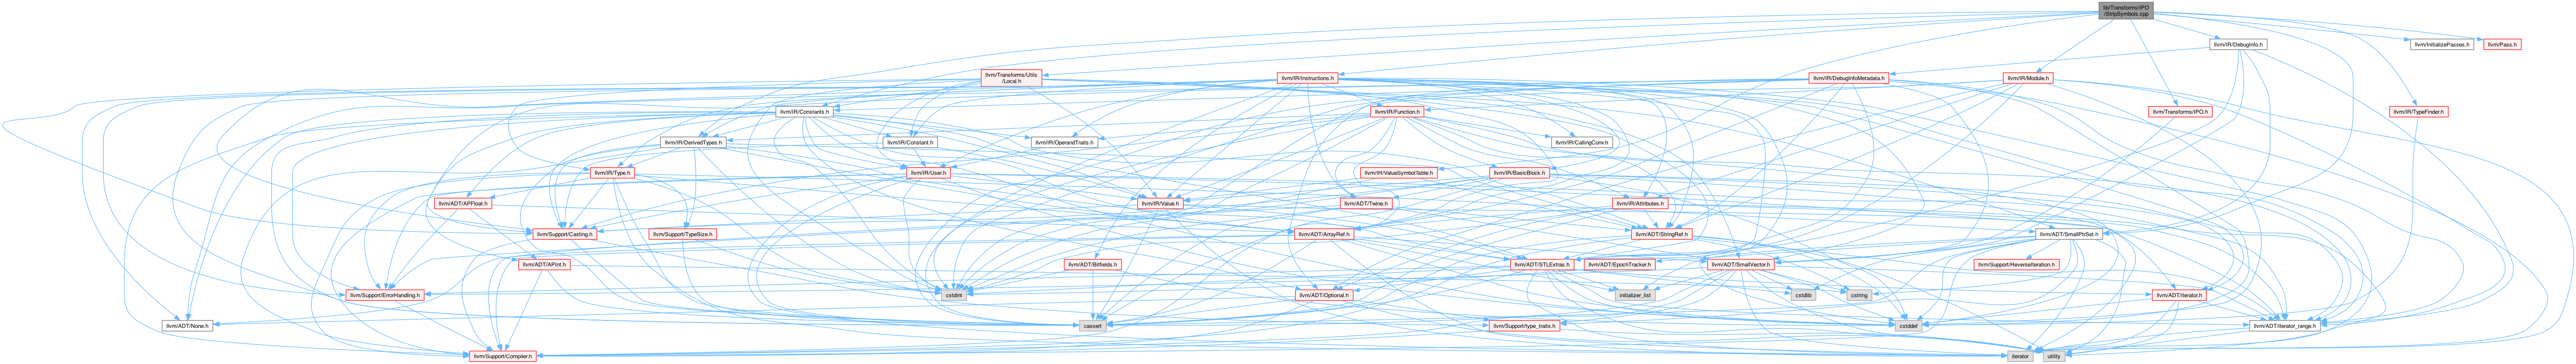 lib/Transforms/IPO
/StripSymbols.cpp
llvm/IR/DebugInfo.h
llvm/InitializePasses.h
llvm/Pass.h
llvm/Transforms/Utils
/Local.h
llvm/IR/Instructions.h
llvm/IR/DebugInfoMetadata.h
llvm/IR/Module.h
llvm/IR/Constants.h
llvm/IR/Function.h
llvm/Transforms/IPO.h
llvm/IR/TypeFinder.h
llvm/IR/DerivedTypes.h
llvm/IR/Constant.h
llvm/IR/OperandTraits.h
llvm/IR/CallingConv.h
llvm/IR/Type.h
llvm/IR/User.h
llvm/IR/ValueSymbolTable.h
llvm/IR/BasicBlock.h
llvm/ADT/APFloat.h
llvm/IR/Value.h
llvm/ADT/Twine.h
llvm/IR/Attributes.h
llvm/Support/Casting.h
llvm/Support/TypeSize.h
llvm/ADT/ArrayRef.h
llvm/ADT/StringRef.h
llvm/ADT/SmallPtrSet.h
llvm/ADT/APInt.h
llvm/ADT/Bitfields.h
llvm/ADT/STLExtras.h
llvm/ADT/EpochTracker.h
llvm/ADT/SmallVector.h
llvm/Support/ReverseIteration.h
llvm/Support/ErrorHandling.h
cstdint
llvm/ADT/Optional.h
initializer_list
cstdlib
cstring
llvm/ADT/iterator.h
llvm/ADT/None.h
cassert
llvm/Support/type_traits.h
cstddef
llvm/ADT/iterator_range.h
llvm/Support/Compiler.h
iterator
utility